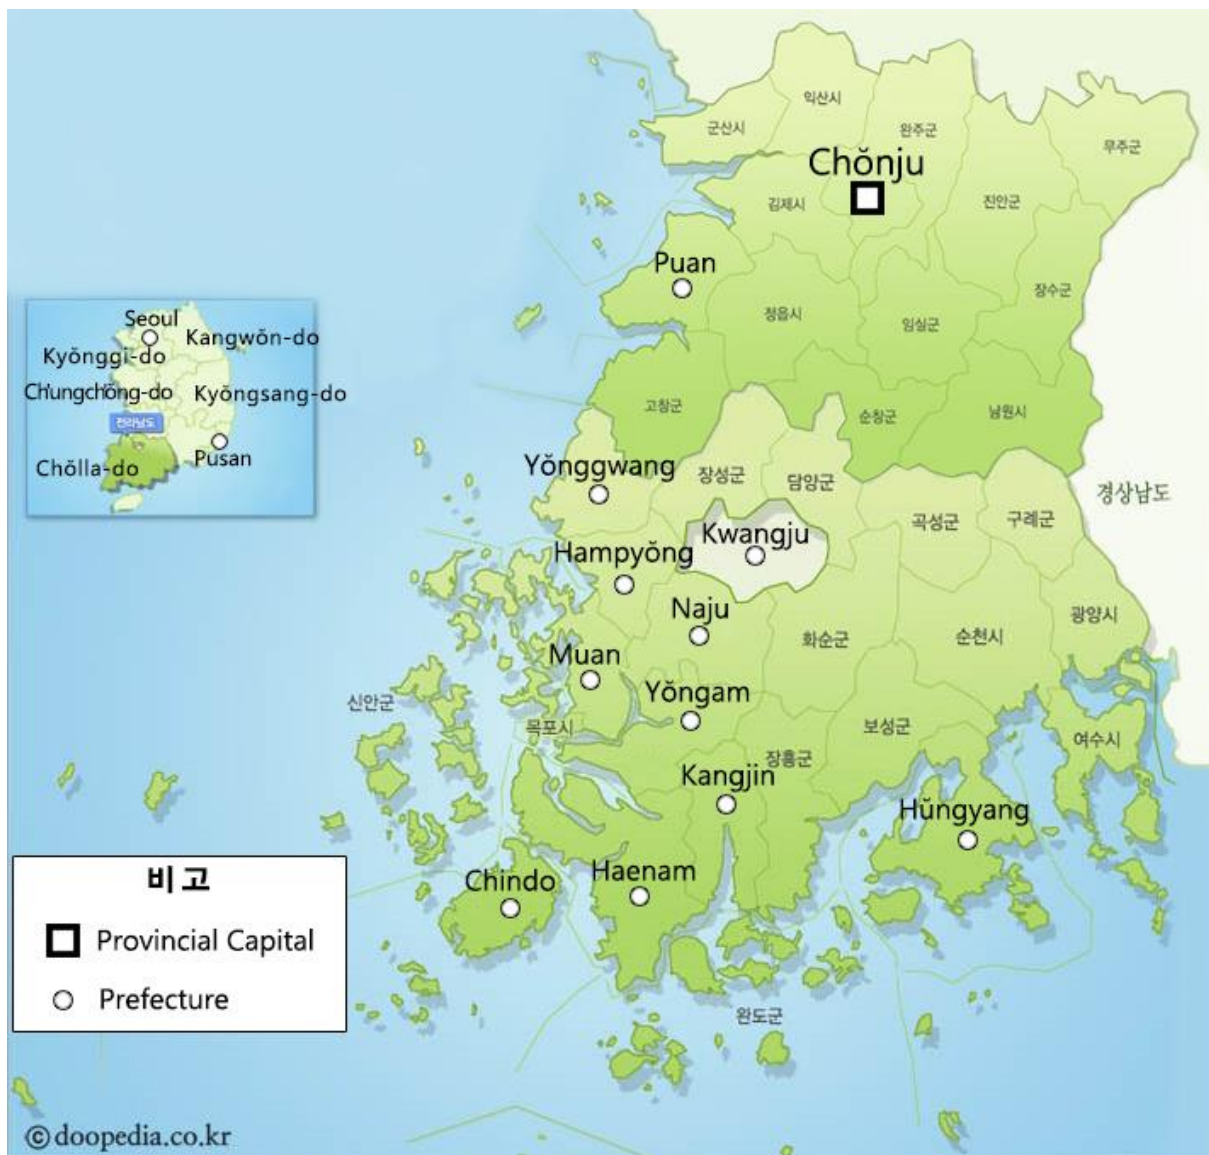 익산시
군산시
완주군
무주군
Chŏnju
김제시
진안군
Puan
장수군
정읍시
임실군
고창군
순창군
남원시
Seoul
Kangwŏn-do
Kyŏnggi-do
Ch'ungch'ŏng-do
Kyŏngsang-do
전라남도
Chŏlla-do
Pusan
Yŏnggwang
장성군
담양군
경상남도
곡성군
구례군
Kwangju
Hampyŏng
Naju
화순군
순천시
광양시
Muan
신안군
Yŏngam
목포시
보성군
여수시
장흥군
Kangjin
Hŭngyang
Haenam
Chindo
비고
Provincial Capital
Prefecture
완도군
©doopedia.co.kr